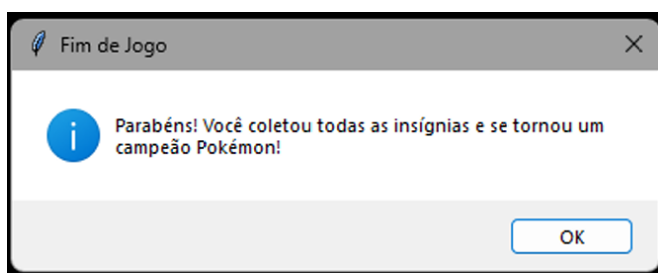 Fim de Jogo
Parabéns! Você coletou todas as insígnias e se tornou um
campeão Pokémon!
OK